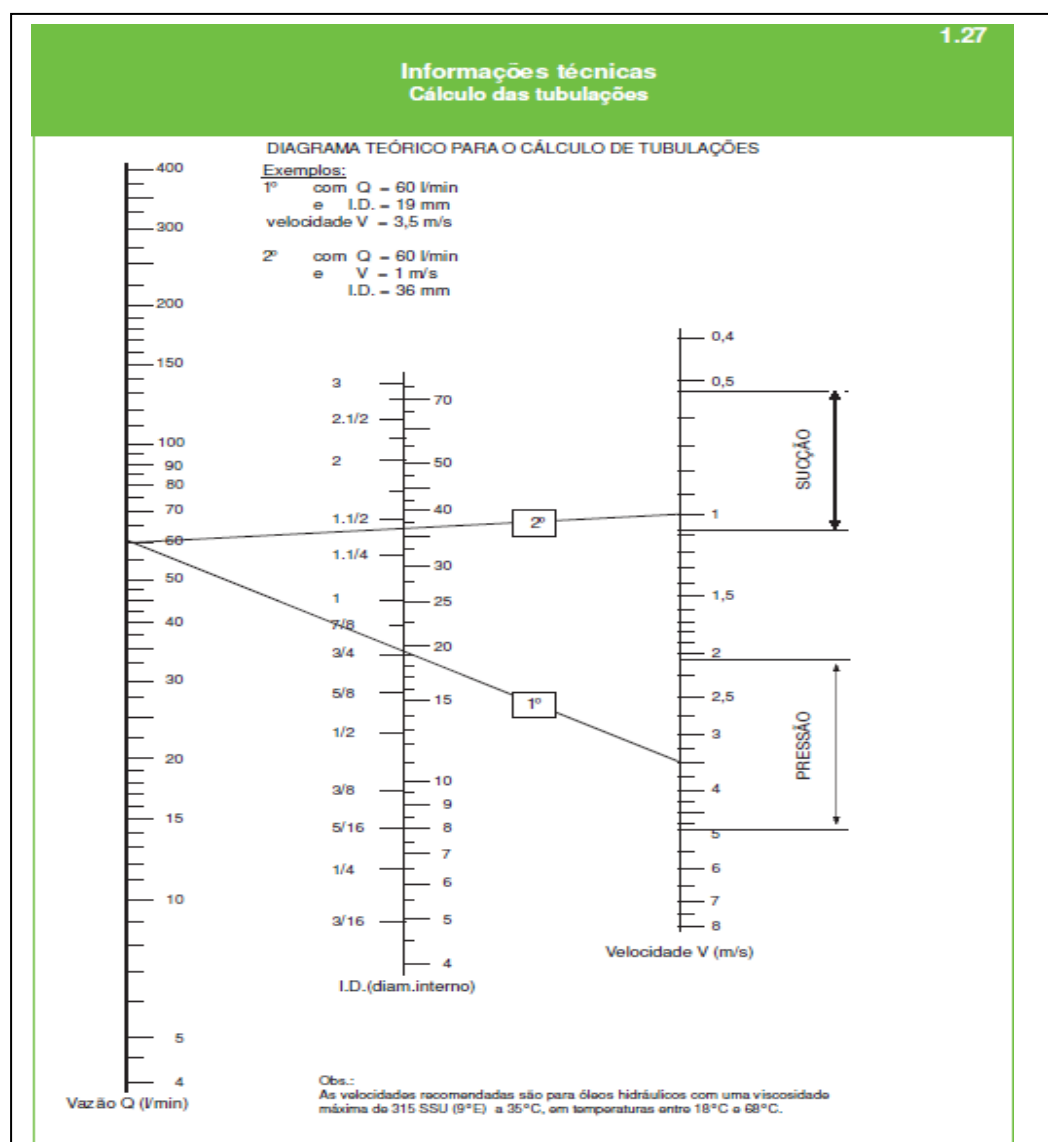 1.27
Informações técnicas
Cálculo das tubulações
DIAGRAMA TEÓRICO PARA O CÁLCULO DE TUBULAÇÕES
Exemplos:
1º com Q = 60 l/min
e I.D. = 19 mm
velocidade V = 3,5 m/s
2º com Q = 60 l/min
e V = 1 m/s
I.D. = 36 mm
400
300
200
150
100
90
80
70
60
50
40
30
20
15
10
5
4
Vazão Q (l/min)
3
2.1/2
2
1.1/2
1.1/4
1
7/8
3/4
5/8
1/2
3/8
5/16
1/4
3/16
70
50
40
30
25
20
15
10
9
8
7
6
5
4
I.D.(diam.interno)
2º
1º
0,4
0,5
1
1,5
2
2,5
3
4
5
6
7
8
Velocidade V (m/s)
SUCÇÃO
PRESSÃO
Obs.:
As velocidades recomendadas são para óleos hidráulicos com uma viscosidade
máxima de 315 SSU (9°E) a 35°C, em temperaturas entre 18°C e 68°C.